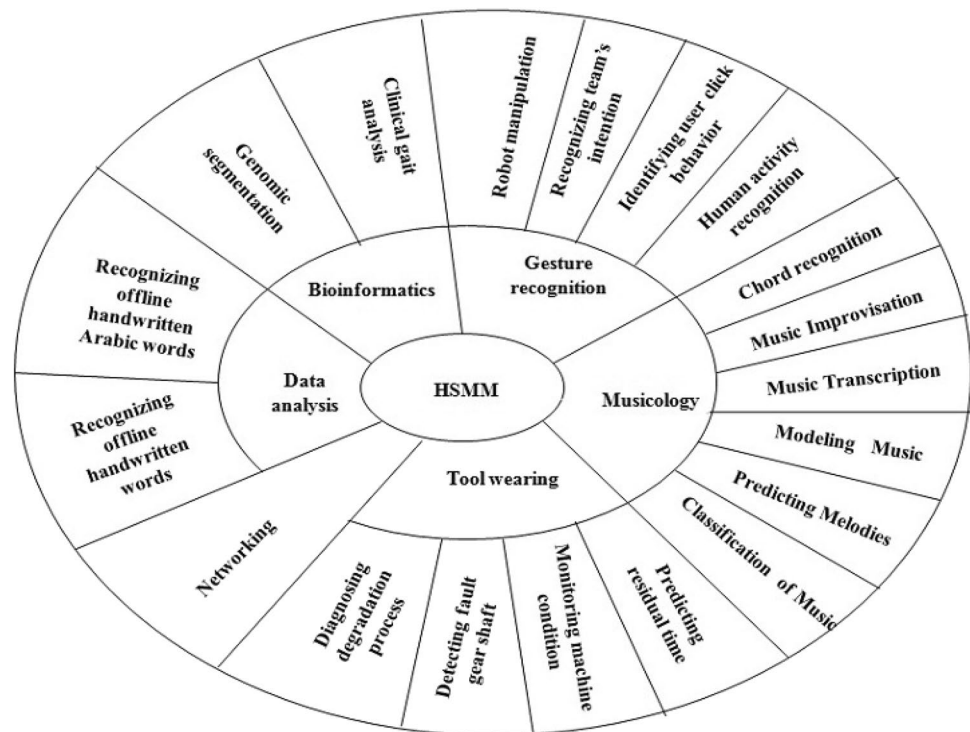 HSMM
Bioinformatics
Genomic
segmentation
Clinical gait
analysis
Gesture
recognition
Robot manipulation
Recognizing team's
intention
Identifying user click
behavior
Human activity
recognition
Musicology
Chord recognition
Music Improvisation
Music Transcription
Modeling Music
Predicting Melodies
Classification of Music
Tool wearing
Predicting
residual time
Monitoring machine
condition
Detecting fault
gear shaft
Diagnosing
degradation
process
Networking
Data
analysis
Recognizing
offline
handwritten
words
Recognizing
offline
handwritten
Arabic words